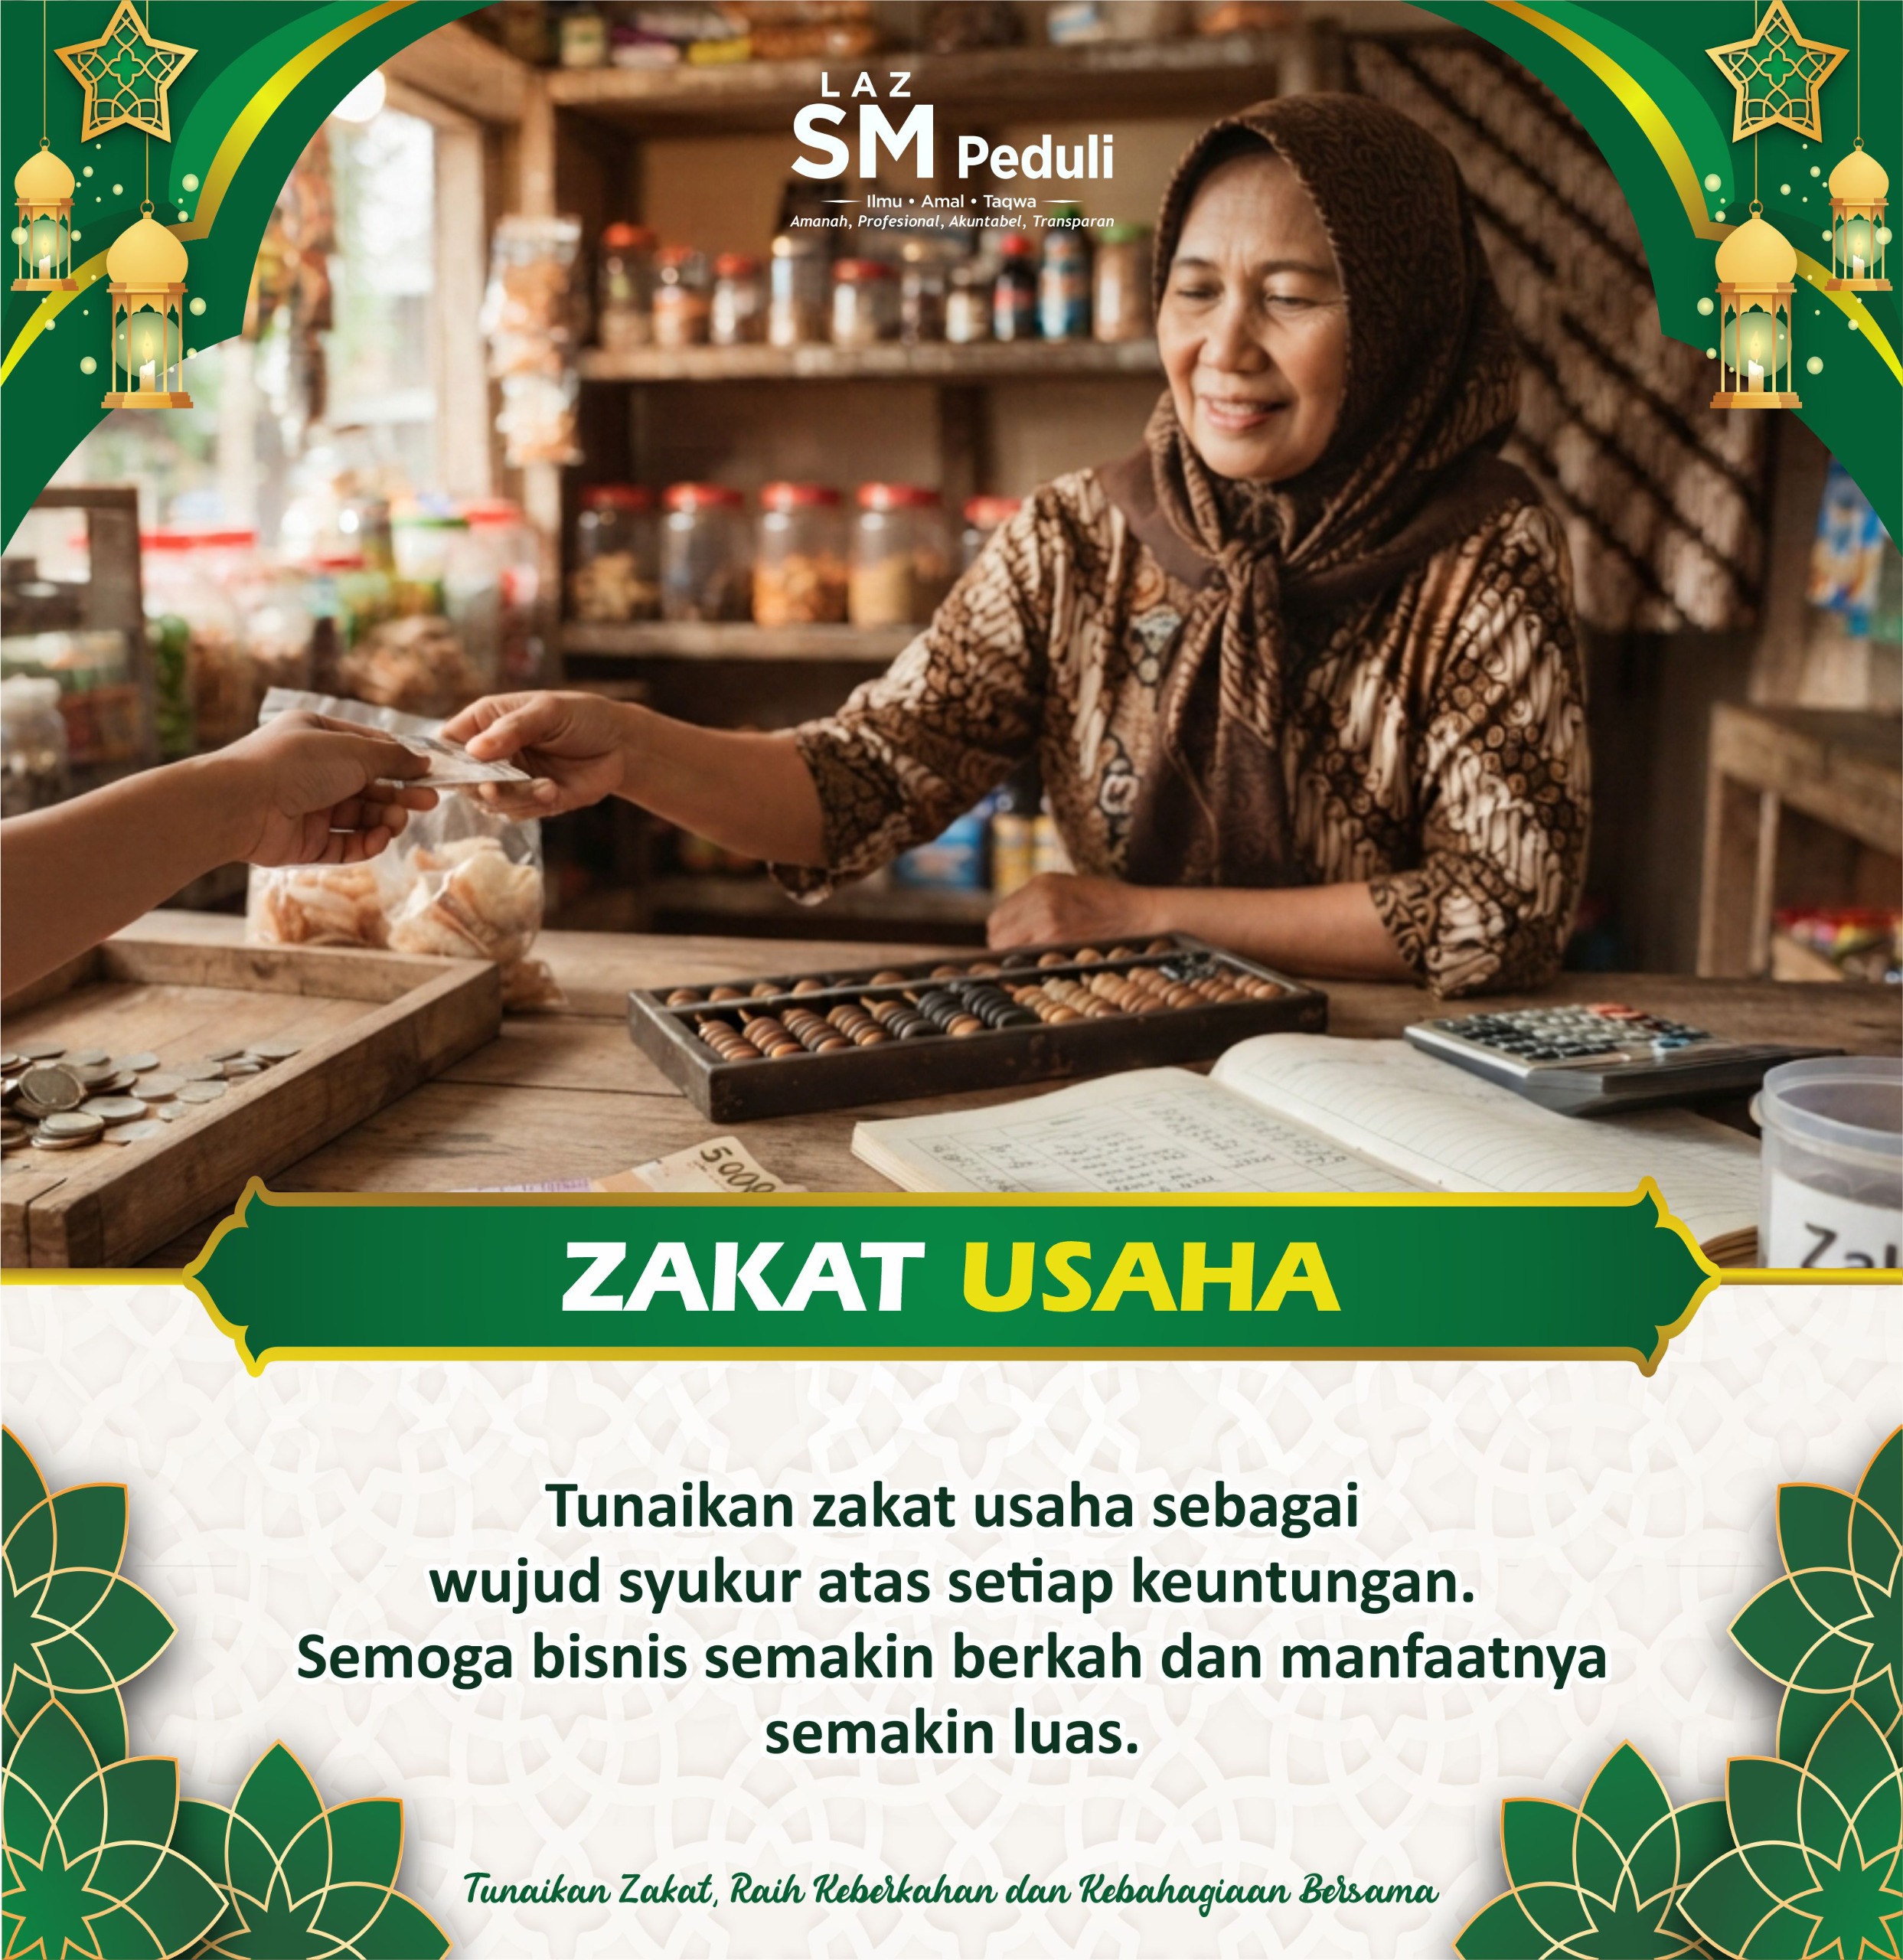 LAZ
SM Peduli
Ilmu • Amal • Taqwa
Amanah, Profesional, Akuntabel, Transparan
5000
ZAKAT USAHA
Tunaikan zakat usaha sebagai
wujud syukur atas setiap keuntungan.
Semoga bisnis semakin berkah dan manfaatnya
semakin luas.
Tunaikan Zakat, Raih Keberkahan dan Kebahagiaan Bersama